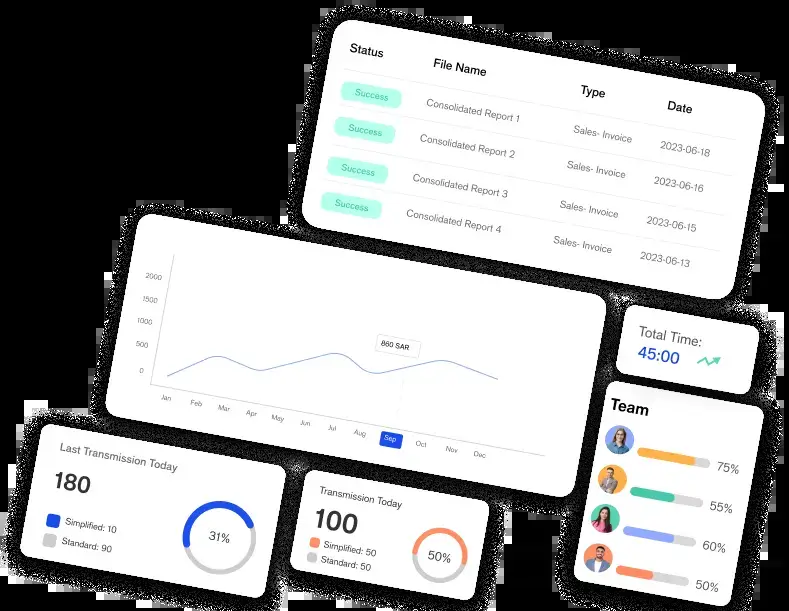 Status File Name Type Date
Success Consolidated Report 1 Sales- Invoice 2023-06-18
Success Consolidated Report 2 Sales- Invoice 2023-06-16
Success Consolidated Report 3 Sales- Invoice 2023-06-15
Success Consolidated Report 4 Sales- Invoice 2023-06-13
2000
1500
1000
500
0
860 SAR
Jan Feb Mar Apr May Jun Jul Aug Sep Oct Nov Dec
Total Time:
45:00
Team
75%
55%
60%
50%
Last Transmission Today
180
Simplified: 10
Standard: 90
31%
Transmission Today
100
Simplified: 50
Standard: 50
50%